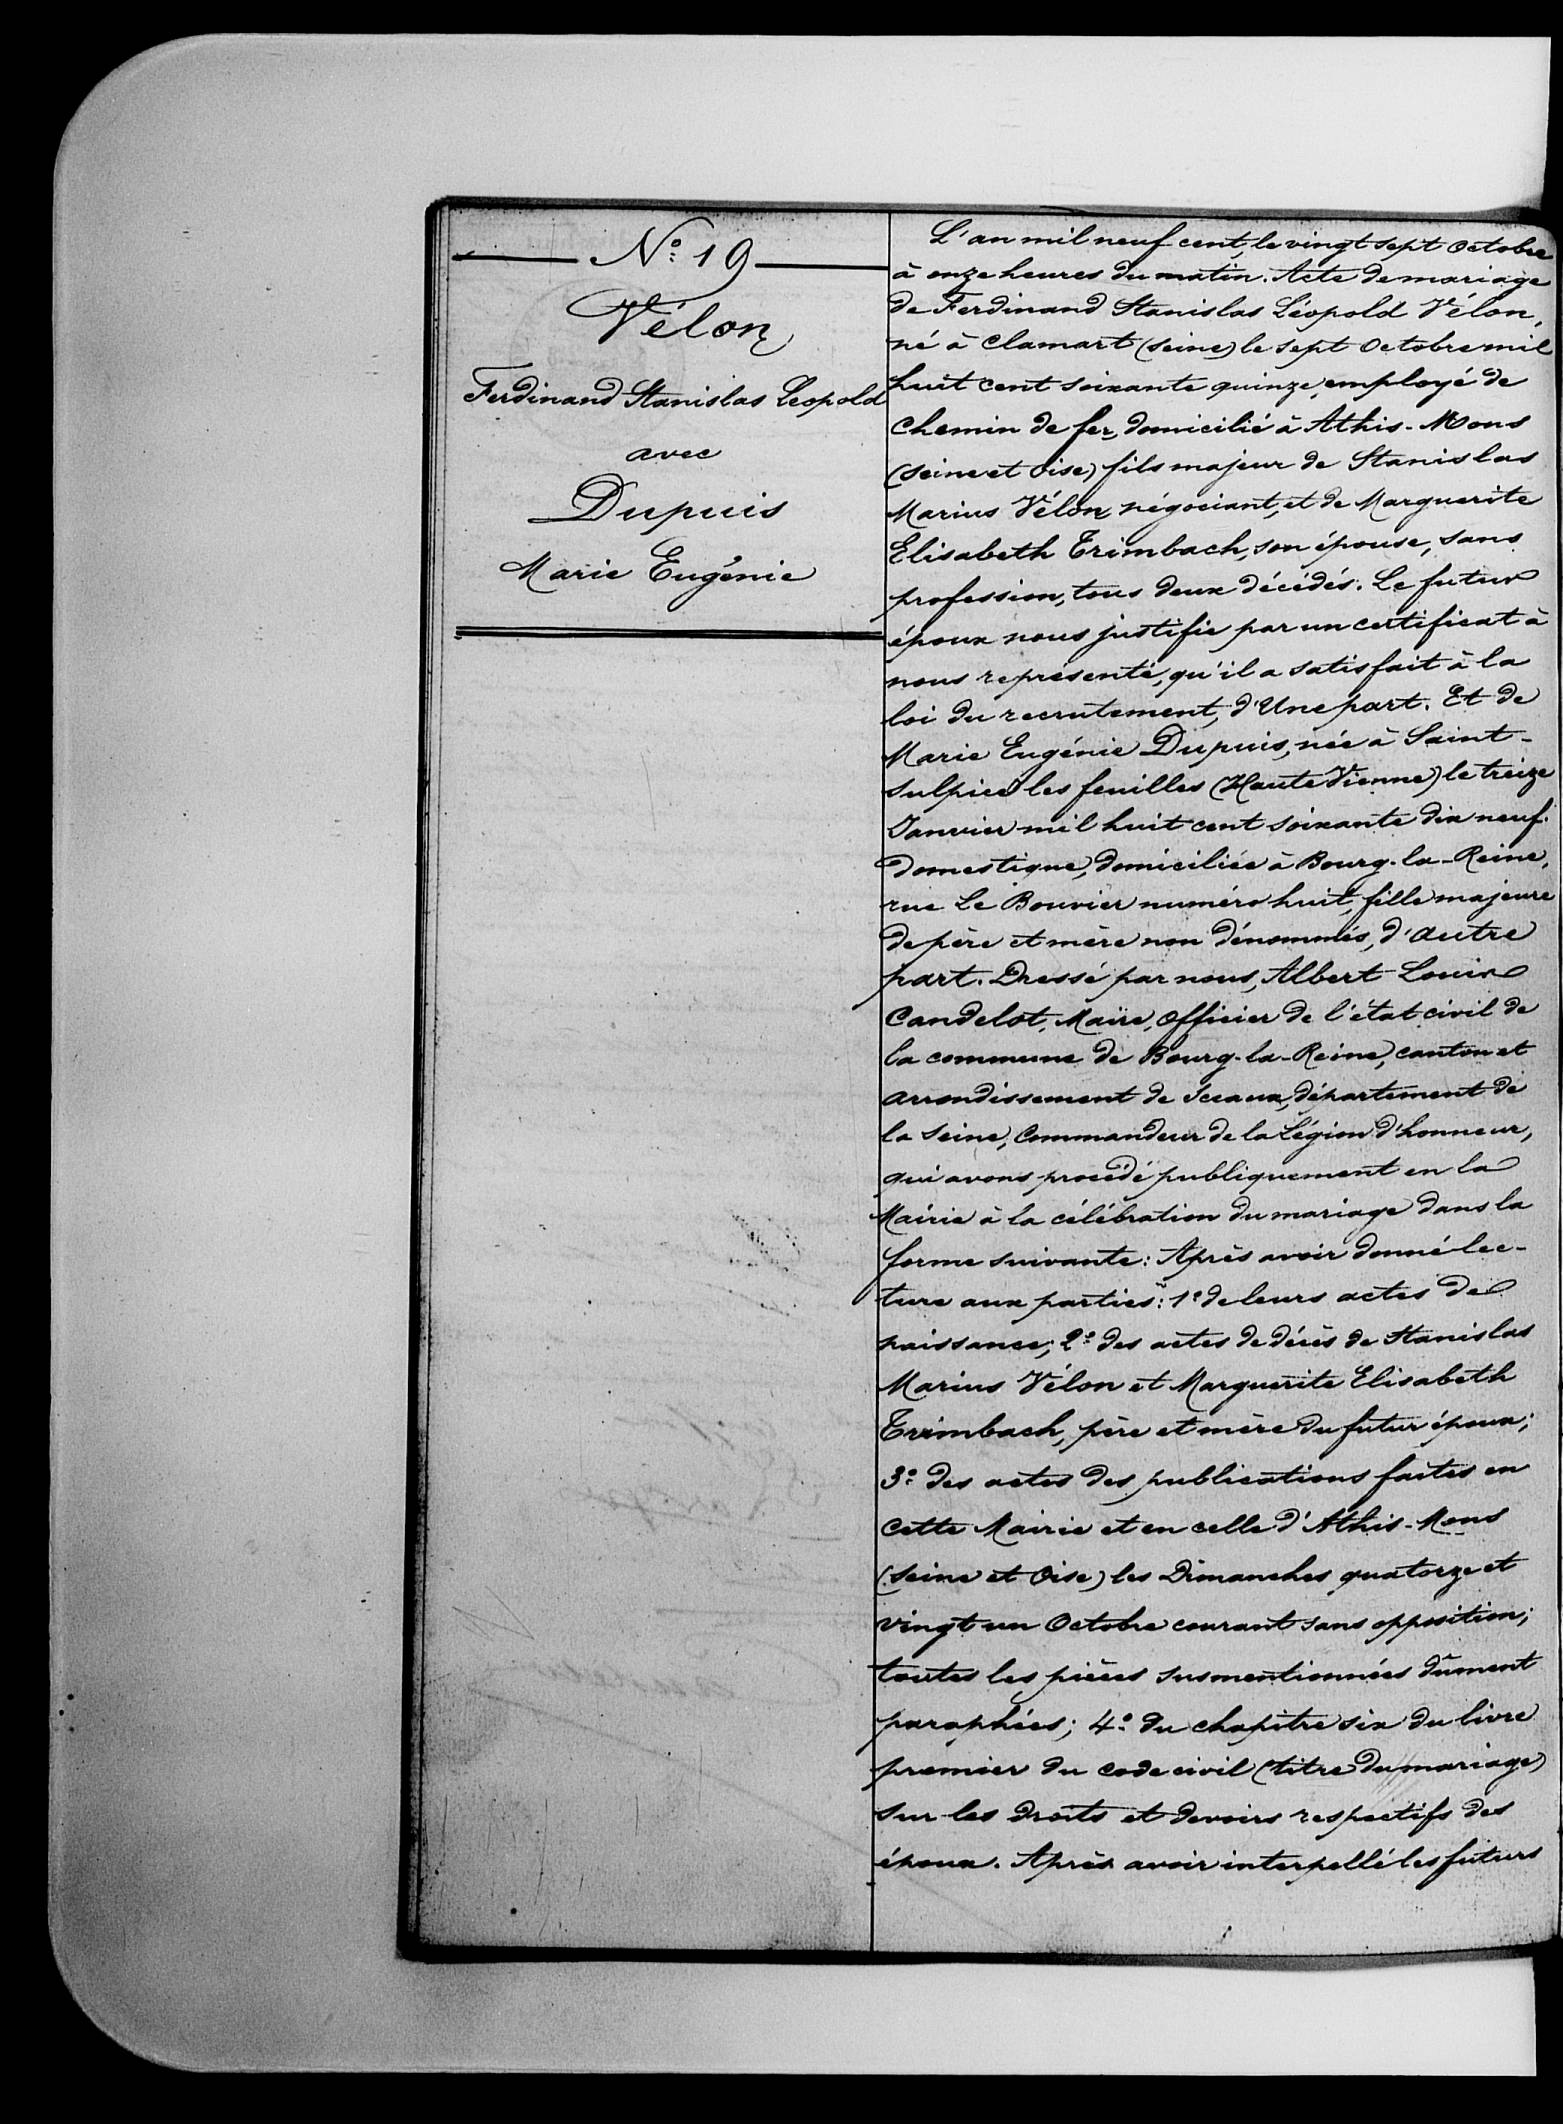 N° 19
Vélon
Ferdinand Stanislas Léopold
avec
Dupuis
Marie Eugénie
L'an mil neuf cent, le vingt sept octobre
à onze heures du matin. Acte de mariage
de Ferdinand Stanislas Léopold Vélon,
né à Clamart (Seine) le sept Octobre mil
huit cent soixante quinze, employé de
chemin de fer, domicilié à Athis-Mons
(Seine et Oise) fils majeur de Stanislas
Marius Vélon, négociant, et de Marguerite
Elisabeth Trimbach, son épouse, sans
profession, tous deux décédés. Le futur
époux nous justifie par un certificat à
nous représenté, qu'il a satisfait à la
loi du recrutement, d'Une part. Et de
Marie Eugénie Dupuis, née à Saint-
Sulpice les feuilles (Haute Vienne) le treize
Janvier mil huit cent soixante dix neuf.
domestique, domiciliée à Bourg-la-Reine,
rue Le Bouvier numéro huit, fille majeure
de père et mère non dénommés, d'autre
part. Dressé par nous, Albert Louis
Candelot, Maire, officier de l'état civil de
la commune de Bourg-la-Reine, canton et
arrondissement de Sceaux, département de
la Seine, Commandeur de la Légion d'honneur,
qui avons procédé publiquement en la
Mairie à la célébration du mariage dans la
forme suivante: Après avoir donné lec-
ture aux parties: 1° de leurs actes de
naissance; 2° des actes de décès de Stanislas
Marius Vélon et Marguerite Elisabeth
Trimbach, père et mère du futur époux;
3° des actes des publications faites en
cette Mairie et en celle d'Athis-Mons
(Seine et Oise) les Dimanches quatorze et
vingt un Octobre courant sans opposition;
toutes les pièces susmentionnées dûment
paraphées; 4° du chapitre six du livre
premier du code civil (titre du mariage)
sur les droits et devoirs respectifs des
époux. Après avoir interpellé les futurs